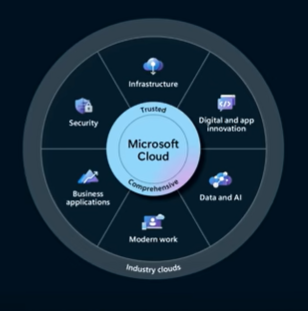 Infrastructure
Security
Digital and app
innovation
Trusted
Microsoft
Cloud
Comprehensive
Business
applications
Data and AI
Modern work
Industry clouds